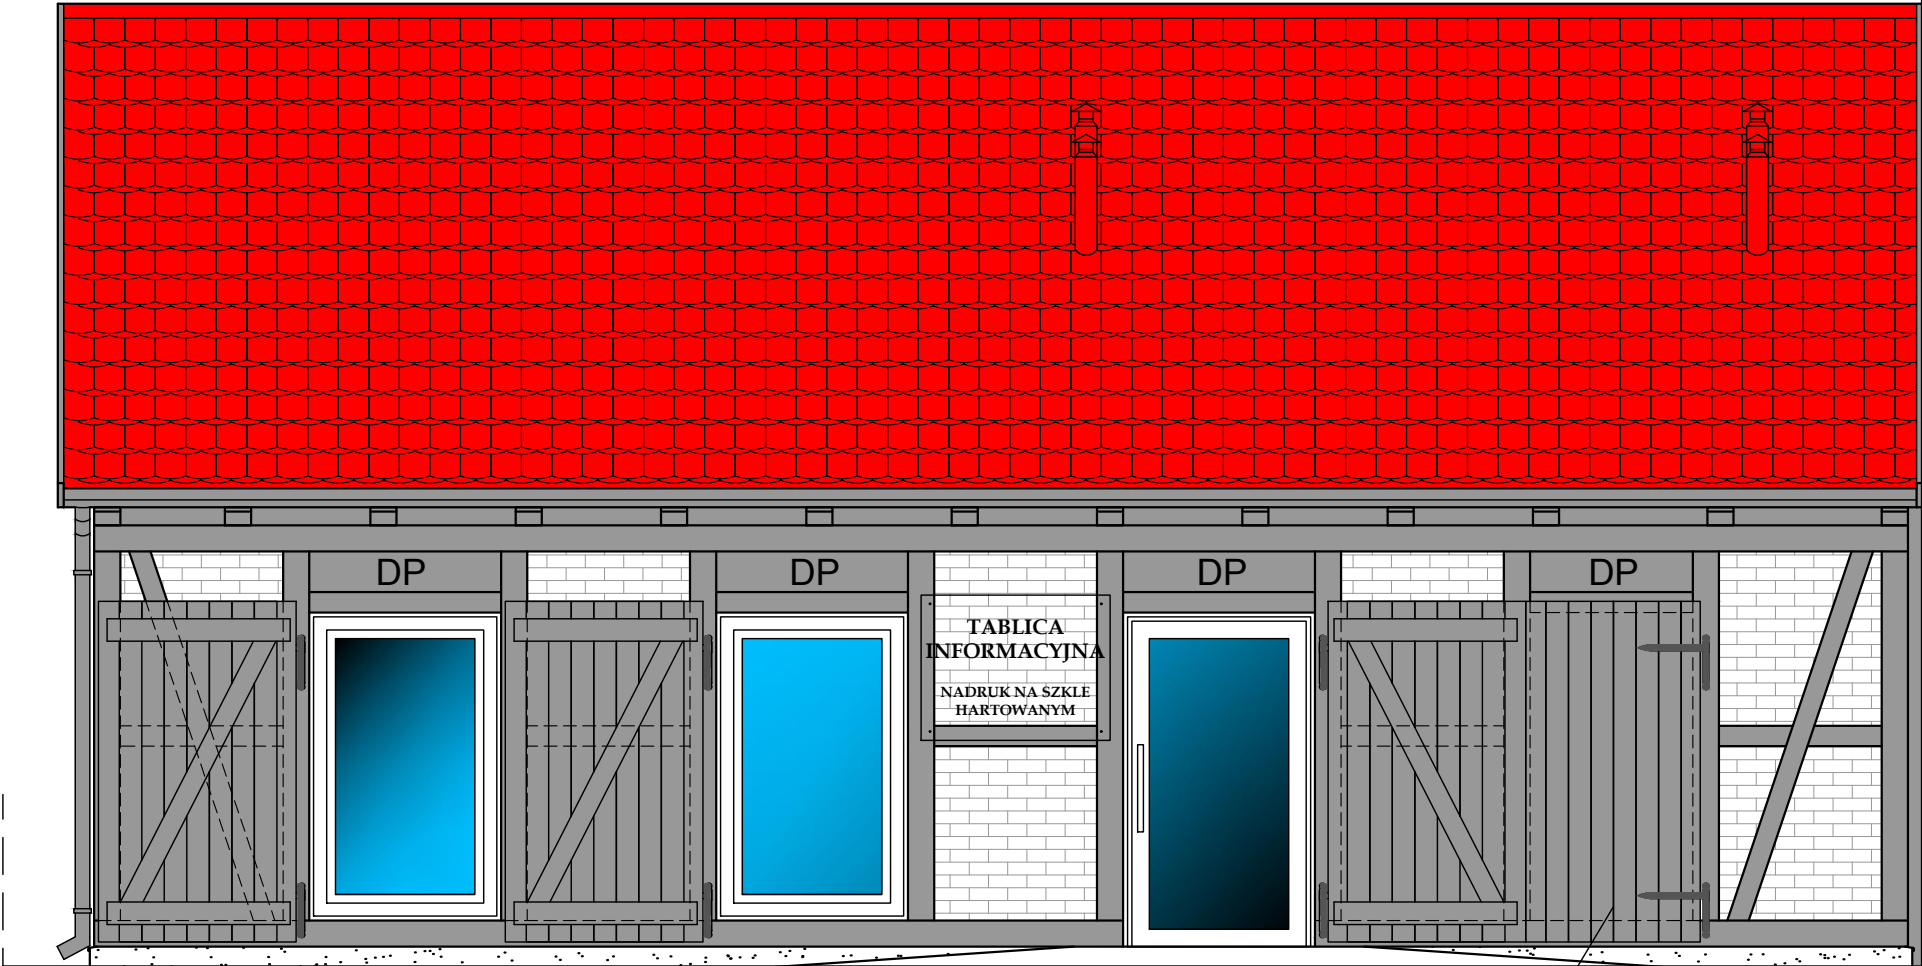 DP DP DP DP
TABLICA
INFORMACYJNA
NADRUK NA SZKLE
HARTOWANYM